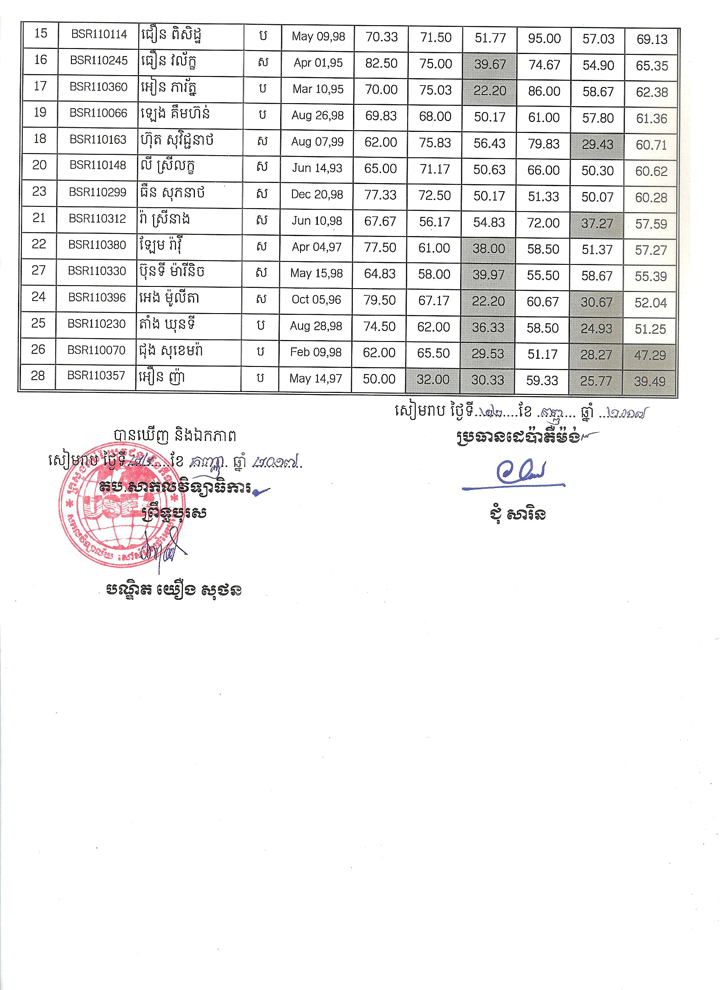 15 BSR110114 ជឿន ពិសិដ្ឋ ប May 09,98 70.33 71.50 51.77 95.00 57.03 69.13
16 BSR110245 ធឿន វល័ក្ខ ស Apr 01,95 82.50 75.00 39.67 74.67 54.90 65.35
17 BSR110360 អៀន ភារ័ត្ន ប Mar 10,95 70.00 75.03 22.20 86.00 58.67 62.38
19 BSR110066 ឡេង គឹមហ៊ន់ ប Aug 26,98 69.83 68.00 50.17 61.00 57.80 61.36
18 BSR110163 ហ៊ុត សុវិជ្ជនាថ ស Aug 07,99 62.00 75.83 56.43 79.83 29.43 60.71
20 BSR110148 លី ស្រីលក្ខ ស Jun 14,93 65.00 71.17 50.63 66.00 50.30 60.62
23 BSR110299 ធឺន សុភនាថ ស Dec 20,98 77.33 72.50 50.17 51.33 50.07 60.28
21 BSR110312 រ៉ា ស្រីនាង ស Jun 10,98 67.67 56.17 54.83 72.00 37.27 57.59
22 BSR110380 ឡែម រ៉ាវ៉ី ស Apr 04,97 77.50 61.00 38.00 58.50 51.37 57.27
27 BSR110330 ប៊ុនទី ម៉ារីនិច ស May 15,98 64.83 58.00 39.97 55.50 58.67 55.39
24 BSR110396 អេង ម៉ូលីតា ស Oct 05,96 79.50 67.17 22.20 60.67 30.67 52.04
25 BSR110230 តាំង ឃុនទី ប Aug 28,98 74.50 62.00 36.33 58.50 24.93 51.25
26 BSR110070 ជុង សុខេមរ៉ា ប Feb 09,98 62.00 65.50 29.53 51.17 28.27 47.29
28 BSR110357 អឿន ញ៉ា ប May 14,97 50.00 32.00 30.33 59.33 25.77 39.49
សៀមរាប ថ្ងៃទី ខែ កញ្ញា ឆ្នាំ ២០១៧
បានឃើញ និងឯកភាព
ប្រធានដេប៉ាតឺម៉ង់
សៀមរាប ថ្ងៃទី ខែ កញ្ញា ឆ្នាំ ២០១៧
តប.សាកលវិទ្យាធិការ
ព្រឹទ្ធបុរស
USEA
ជុំ សារិន
បណ្ឌិត យឿង សុថន